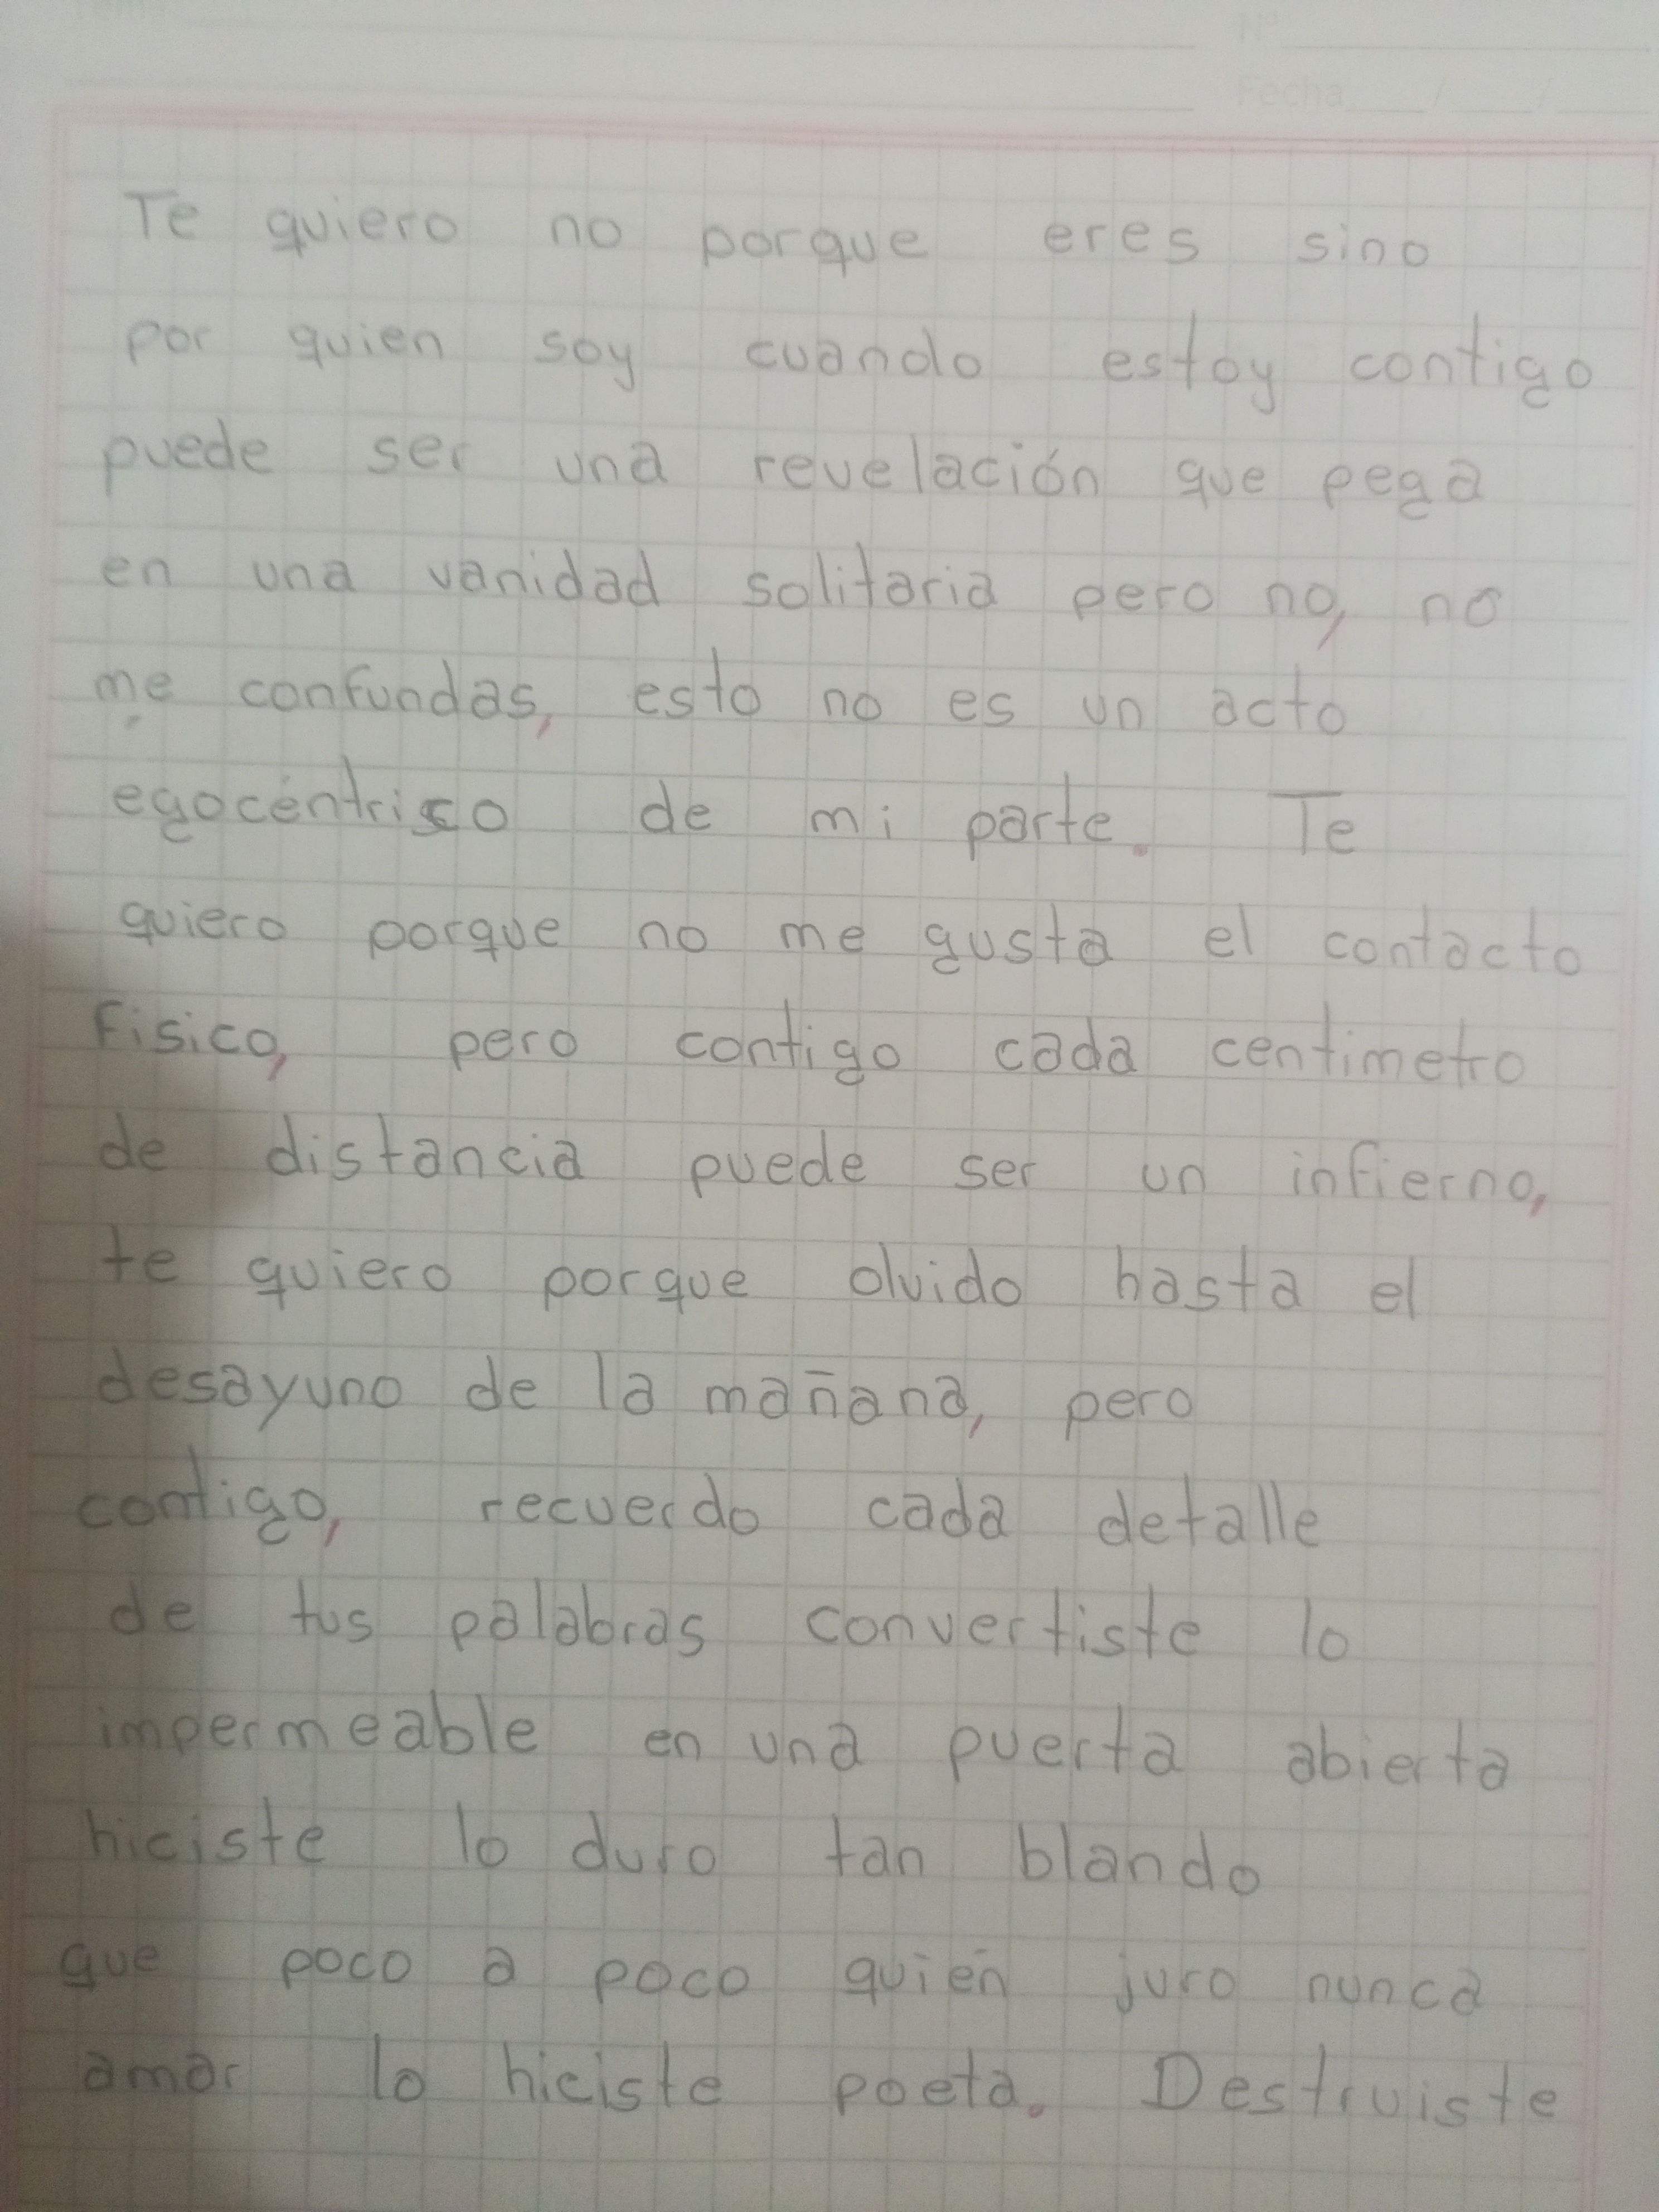 Nº
Fecha / /
Te quiero no porque eres sino
por quien soy cuando estoy contigo
puede ser una revelación que pega
en una vanidad solitaria pero no, no
me confundas, esto no es un acto
egocéntrico de mi parte. Te
quiero porque no me gusta el contacto
Fisico, pero contigo cada centimetro
de distancia puede ser un infierno,
te quiero porque olvido hasta el
desayuno de la mañana, pero
contigo, recuerdo cada detalle
de tus palabras convertiste lo
impermeable en una puerta abierta
hiciste lo duro tan blando
que poco a poco quién juro nunca
amar lo hiciste poeta. Destruiste